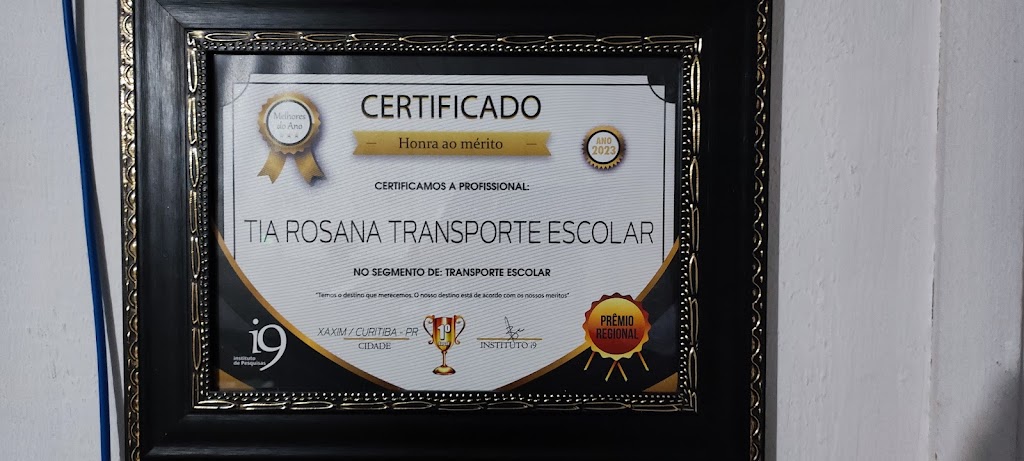 Melhores
do Ano
CERTIFICADO
Honra ao mérito
ANO
2023
CERTIFICAMOS A PROFISSIONAL:
TIA ROSANA TRANSPORTE ESCOLAR
NO SEGMENTO DE: TRANSPORTE ESCOLAR
"Temos o destino que merecemos. O nosso destino está de acordo com os nossos meritos"
PRÊMIO
REGIONAL
i9
instituto
de Pesquisas
XAXIM / CURITIBA - PR
CIDADE
1º
INSTITUTO i9